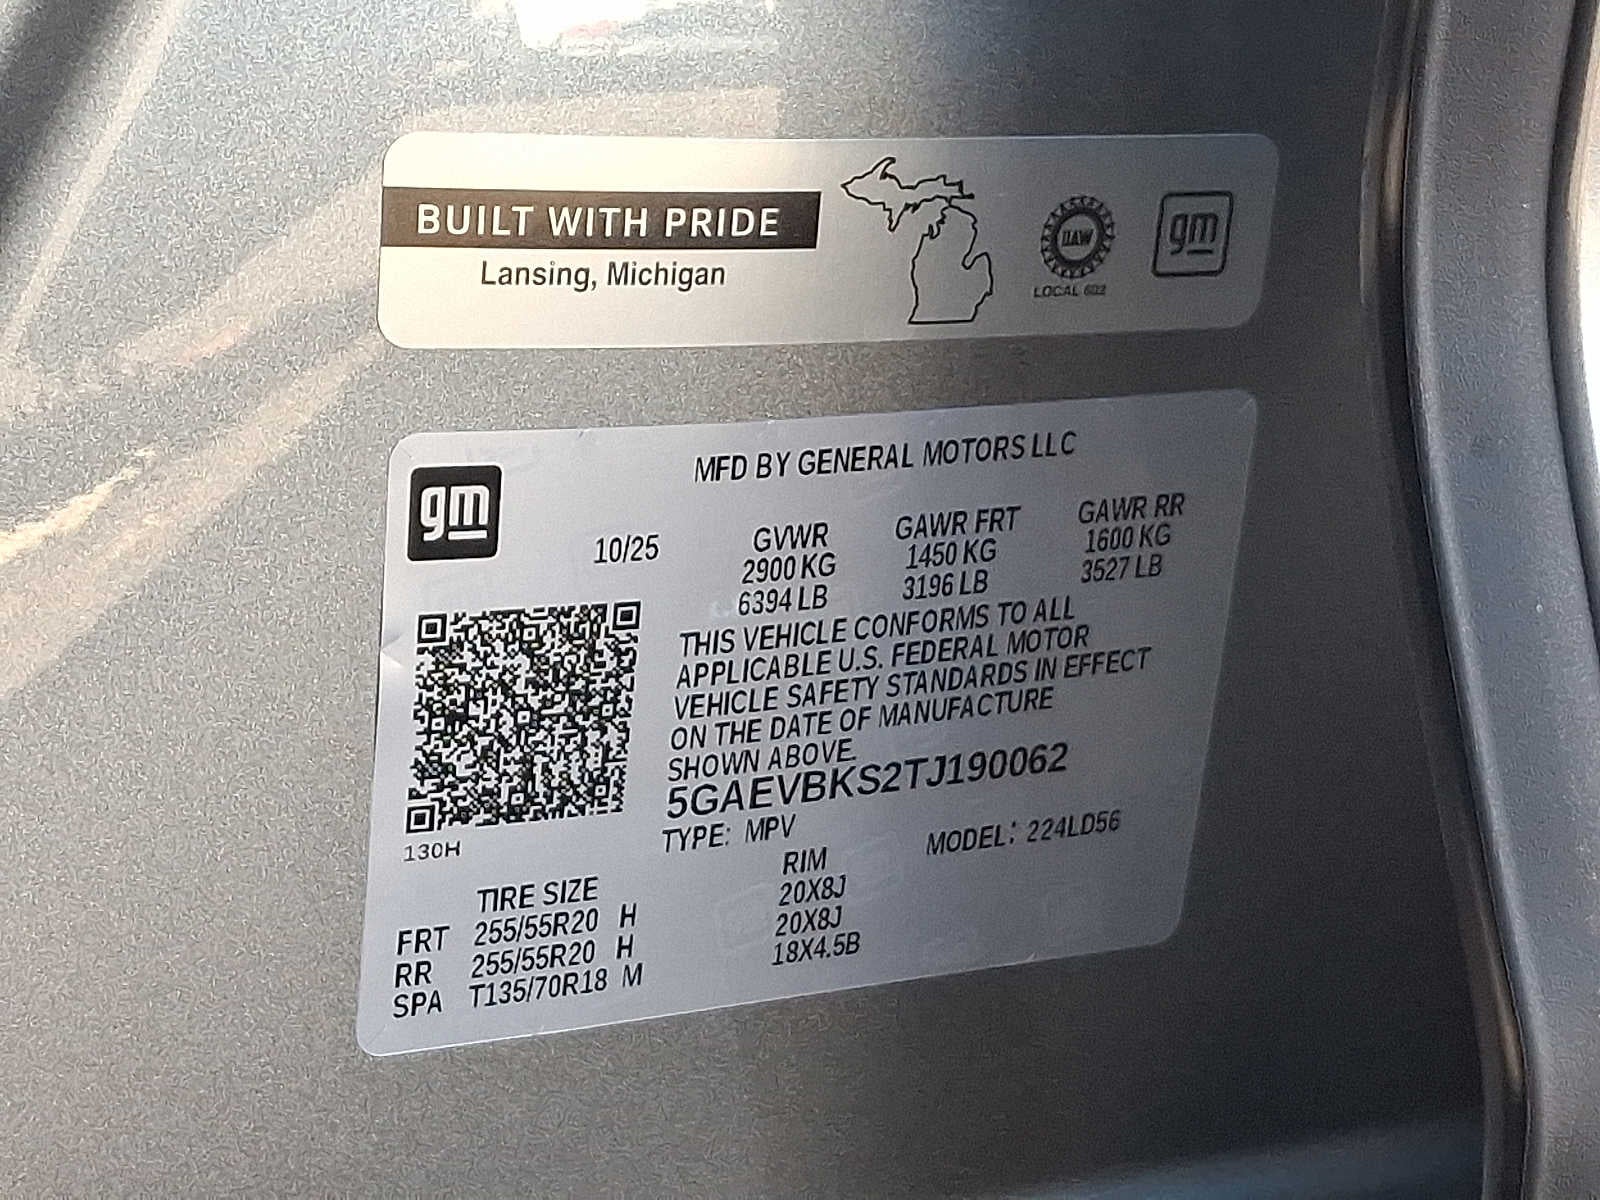 BUILT WITH PRIDE
Lansing, Michigan
UAW
LOCAL 602
gm
gm
MFD BY GENERAL MOTORS LLC
10/25
GVWR
2900 KG
6394 LB
GAWR FRT
1450 KG
3196 LB
GAWR RR
1600 KG
3527 LB
THIS VEHICLE CONFORMS TO ALL
APPLICABLE U.S. FEDERAL MOTOR
VEHICLE SAFETY STANDARDS IN EFFECT
ON THE DATE OF MANUFACTURE
SHOWN ABOVE.
5GAEVBKS2TJ190062
TYPE: MPV
MODEL: 224LD56
130H
TIRE SIZE RIM
FRT 255/55R20 H 20X8J
RR 255/55R20 H 20X8J
SPA T135/70R18 M 18X4.5B